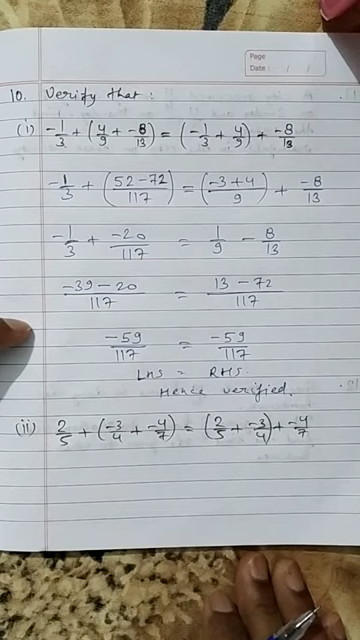 Page
Date : / /
10. Verify that :
(i) -1/3 + (4/9 + -8/13) = (-1/3 + 4/9) + -8/13
-1/3 + (52-72/117) = (-3+4/9) + -8/13
-1/3 + -20/117 = 1/9 - 8/13
-39-20/117 = 13-72/117
-59/117 = -59/117
LHS = RHS.
Hence verified.
(ii) 2/5 + (-3/4 + -4/7) = (2/5 + -3/4) + -4/7